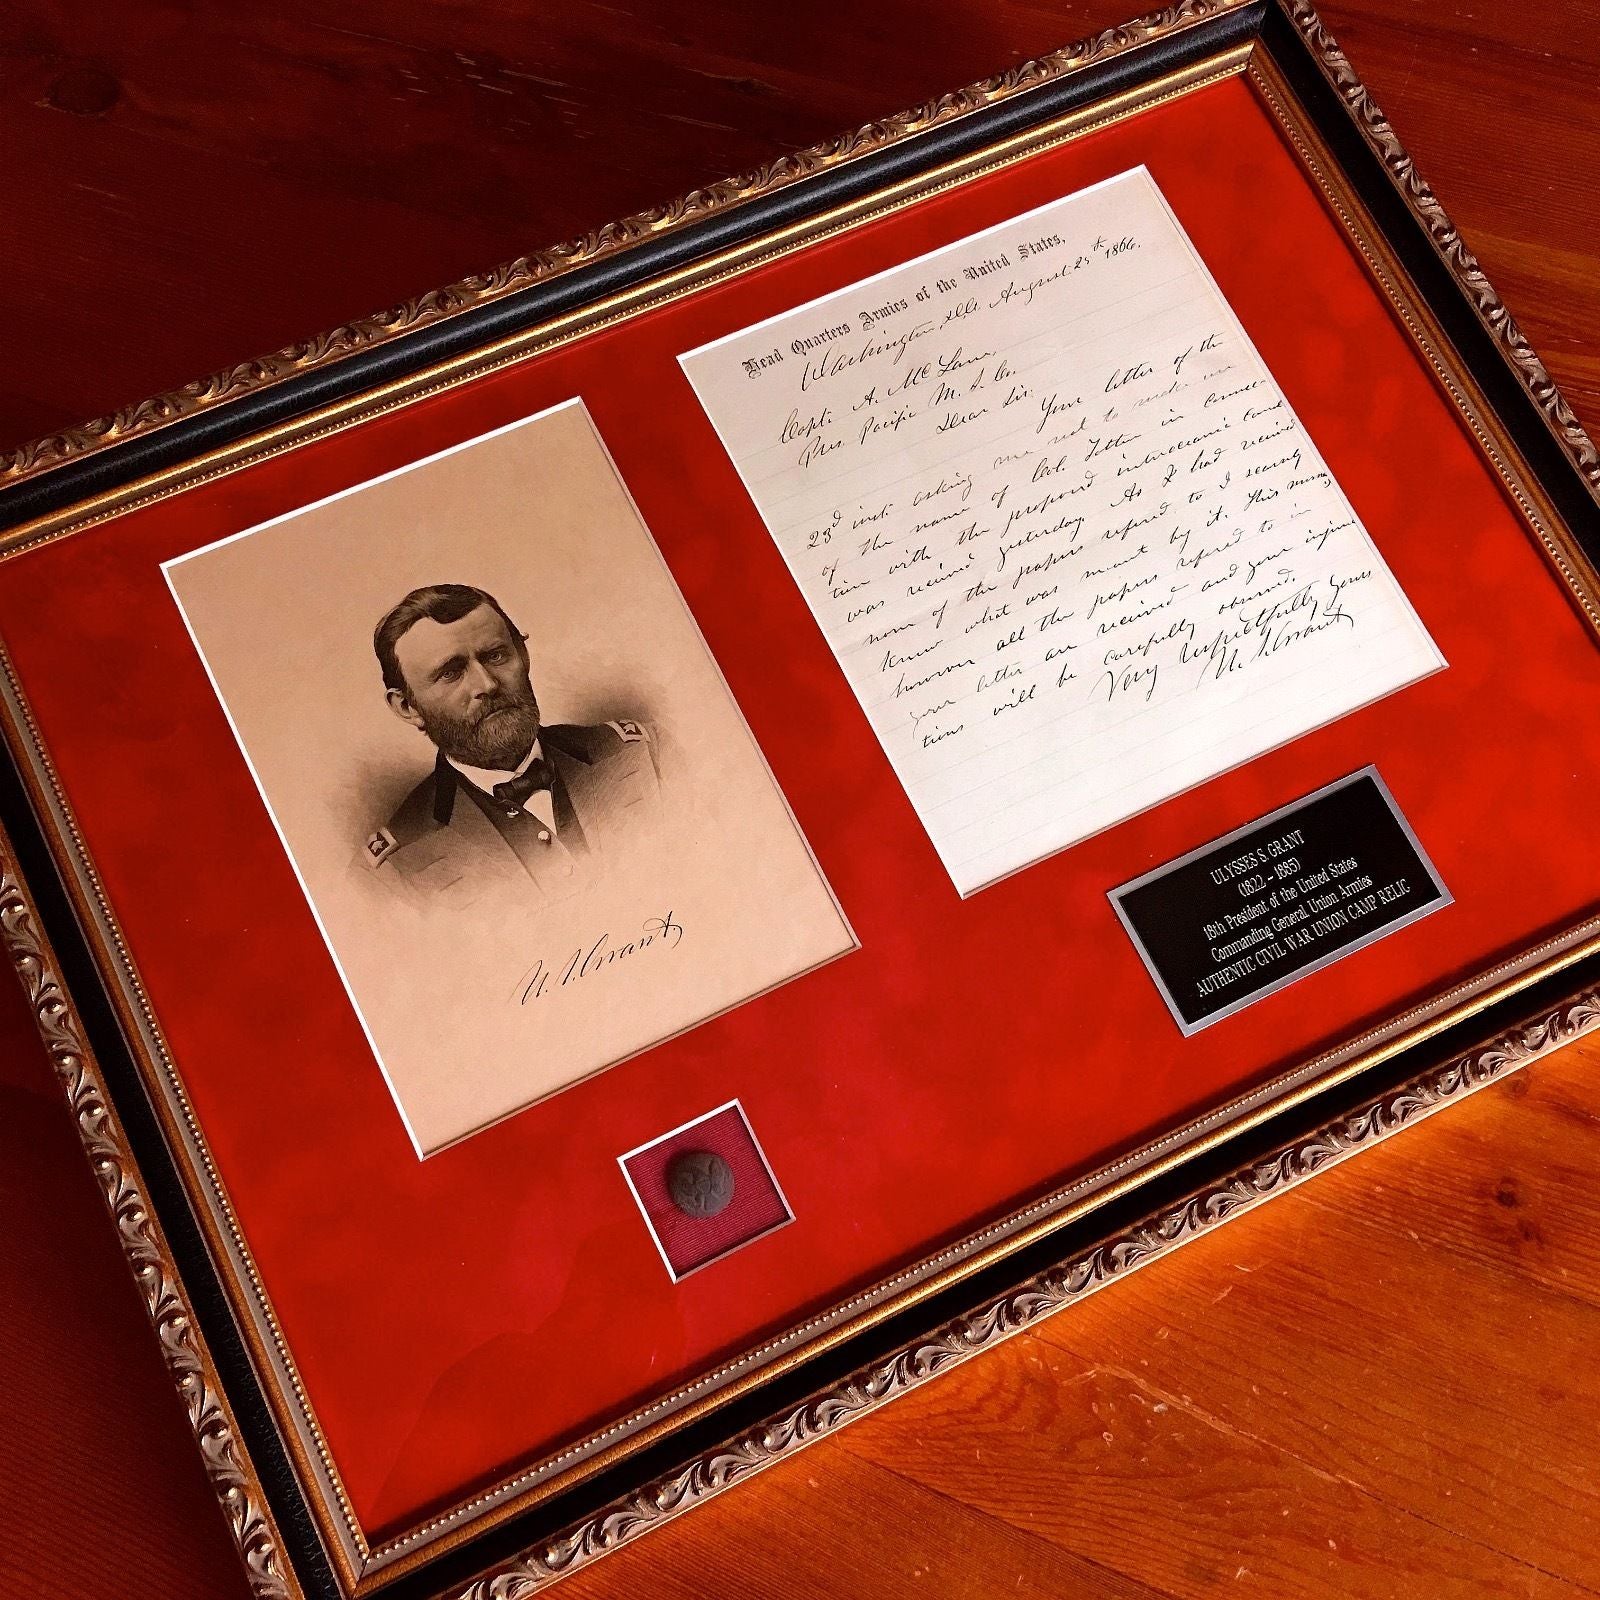 Head Quarters Armies of the United States,
Washington, D.C. August 25th 1866.
Capt. A. McLane,
Pres. Pacific M. S. Co.
Dear Sir:
Your letter of the
23d inst. asking me not to make use
of the name of Col. in connec-
tion with the proposed interoceanic canal
was received yesterday. As I had received
none of the papers refered to I scarcely
knew what was meant by it. This morning
however all the papers refered to in
your letter are received and your injunc
tions will be carefully observed.
Very respectfully yours
U. S. Grant
U. S. Grant
ULYSSES S. GRANT
(1822 - 1885)
18th President of the United States
Commanding General Union Armies
AUTHENTIC CIVIL WAR UNION CAMP RELIC